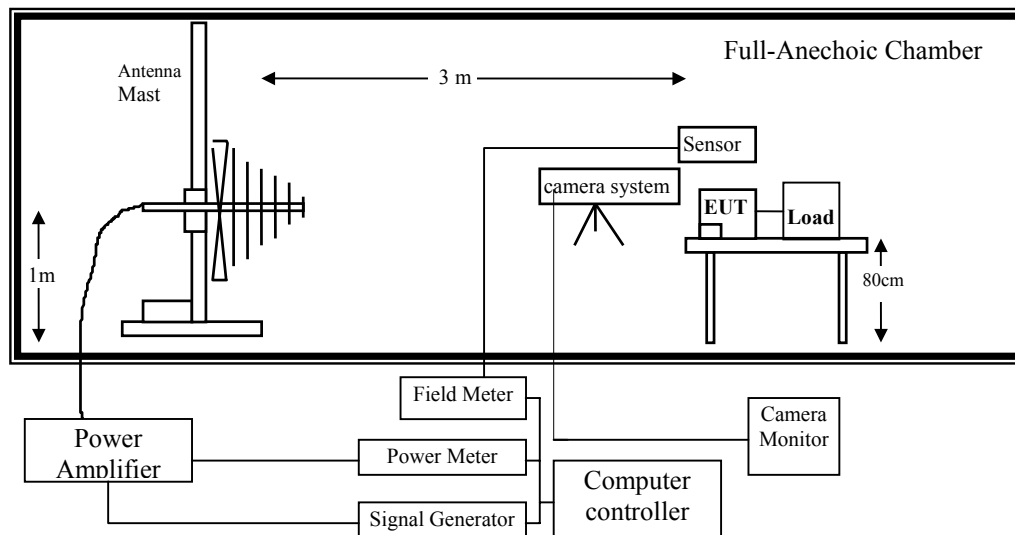 Full-Anechoic Chamber
Antenna
Mast
3 m
Sensor
camera system
EUT
Load
1m
80cm
Field Meter
Camera
Monitor
Power
Amplifier
Power Meter
Computer
controller
Signal Generator